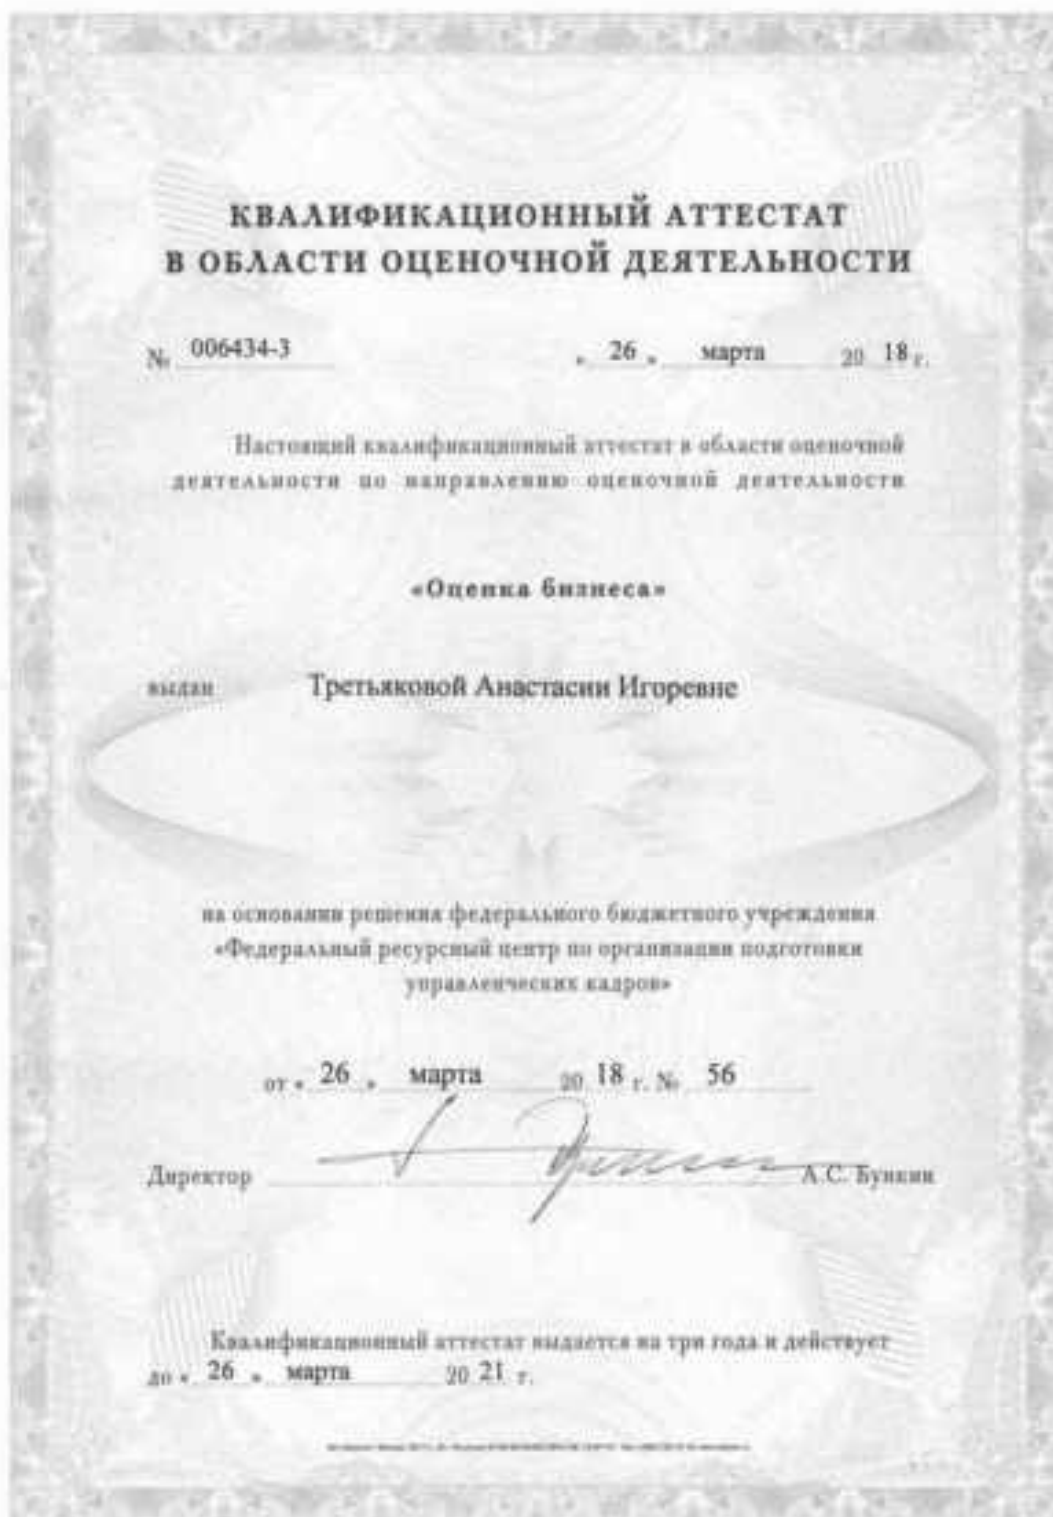 КВАЛИФИКАЦИОННЫЙ АТТЕСТАТ
В ОБЛАСТИ ОЦЕНОЧНОЙ ДЕЯТЕЛЬНОСТИ
№ 006434-3 « 26 » марта 20 18 г.
Настоящий квалификационный аттестат в области оценочной
деятельности по направлению оценочной деятельности
«Оценка бизнеса»
выдан Третьяковой Анастасии Игоревне
на основании решения федерального бюджетного учреждения
«Федеральный ресурсный центр по организации подготовки
управленческих кадров»
от « 26 » марта 20 18 г. № 56
Директор А.С. Бункин
Квалификационный аттестат выдается на три года и действует
до « 26 » марта 20 21 г.